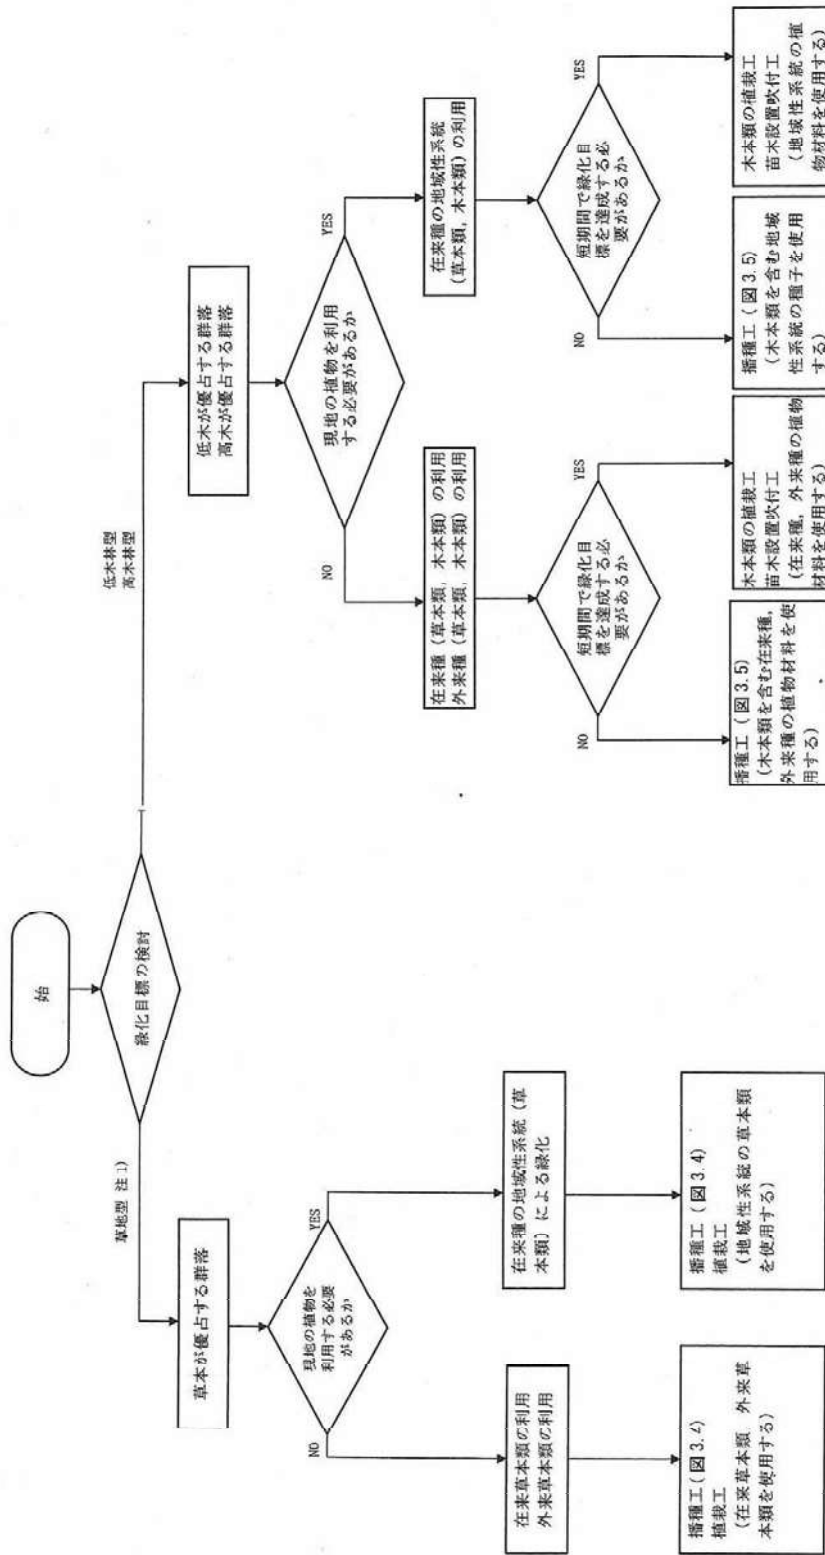 始
緑化目標の検討
草地型 注1)
草本が優占する群落
現地の植物を
利用する必要
があるか
NO
YES
在来草本類の利用
外来草本類の利用
播種工(図3.4)
植栽工
(在来草本類, 外来草
本類を使用する)
在来種の地域性系統(草
本類)による緑化
播種工(図3.4)
植栽工
(地域性系統の草本類
を使用する)
低木林型
高木林型
低木が優占する群落
高木が優占する群落
現地の植物を利用
する必要があるか
NO
YES
在来種(草本類, 木本類)の利用
外来種(草本類, 木本類)の利用
短期間で緑化目
標を達成する必
要があるか
NO
YES
播種工(図3.5)
(木本類を含む在来種,
外来種の植物材料を使
用する)
木本類の植栽工
苗木設置吹付工
(在来種, 外来種の植物
材料を使用する)
在来種の地域性系統
(草本類, 木本類)の利用
短期間で緑化目
標を達成する必
要があるか
NO
YES
播種工(図3.5)
(木本類を含む地域
性系統の種子を使用
する)
木本類の植栽工
苗木設置吹付工
(地域性系統の植
物材料を使用する)